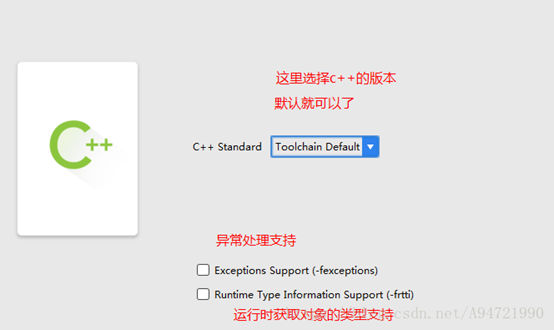 这里选择c++的版本
默认就可以了
C++
C++ Standard Toolchain Default
异常处理支持
Exceptions Support (-fexceptions)
Runtime Type Information Support (-frtti)
运行时获取对象的类型支持
csdn.net/A94721990